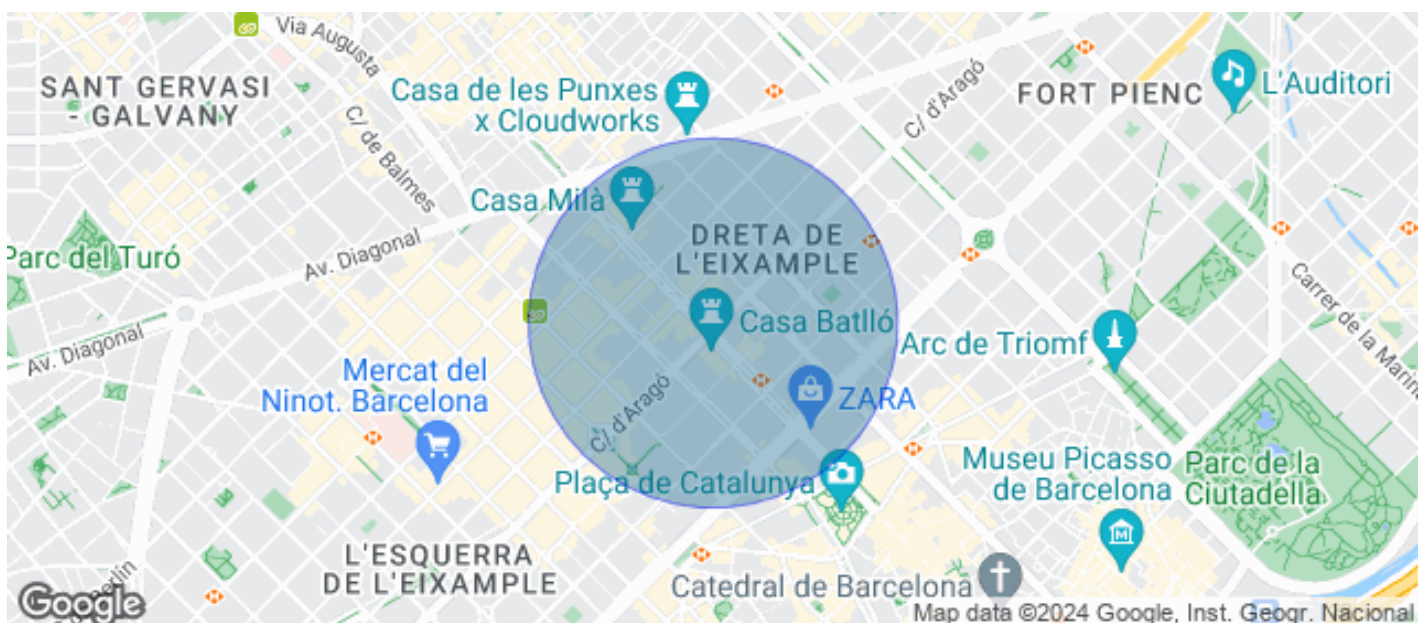 Via Augusta
SANT GERVASI
- GALVANY
C/ de Balmes
Casa de les Punxes
x Cloudworks
C/ d'Aragó
FORT PIENC
L'Auditori
Casa Milà
DRETA DE
L'EIXAMPLE
Parc del Turó
Av. Diagonal
Carrer de la Marina
Casa Batlló
Arc de Triomf
Av. Diagonal
Mercat del
Ninot. Barcelona
C/ d'Aragó
ZARA
Plaça de Catalunya
Museu Picasso
de Barcelona
Parc de la
Ciutadella
L'ESQUERRA
DE L'EIXAMPLE
Catedral de Barcelona
Google
Map data ©2024 Google, Inst. Geogr. Nacional